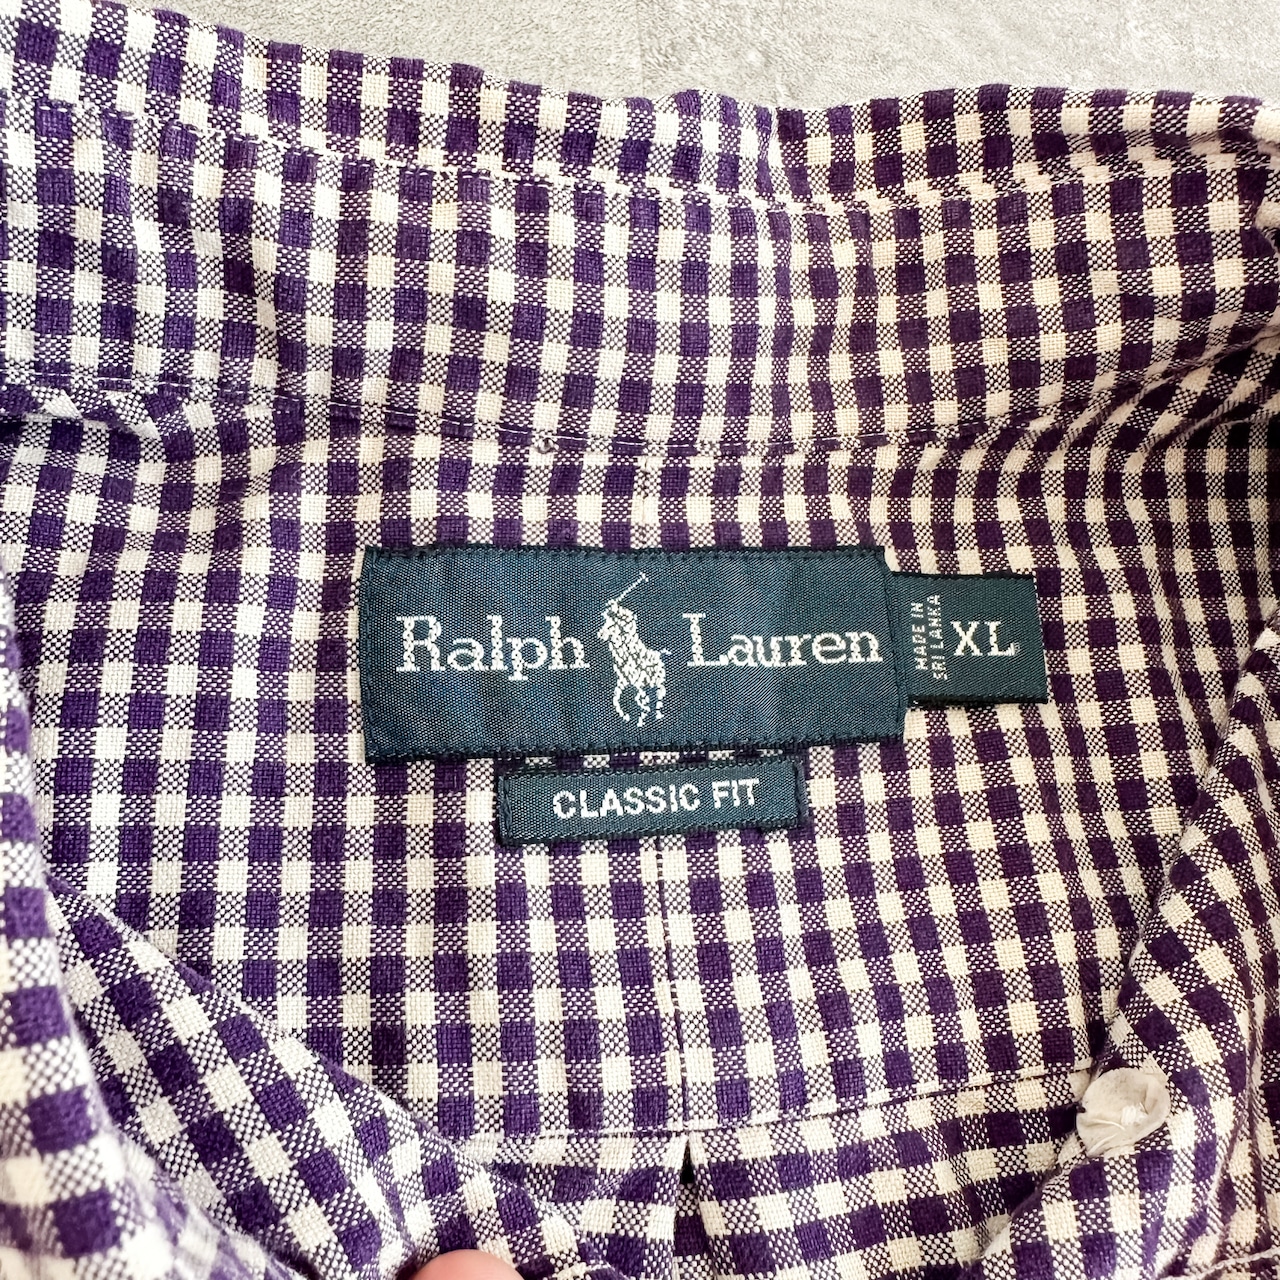 Ralph Lauren
MADE IN
SRI LANKA
XL
CLASSIC FIT